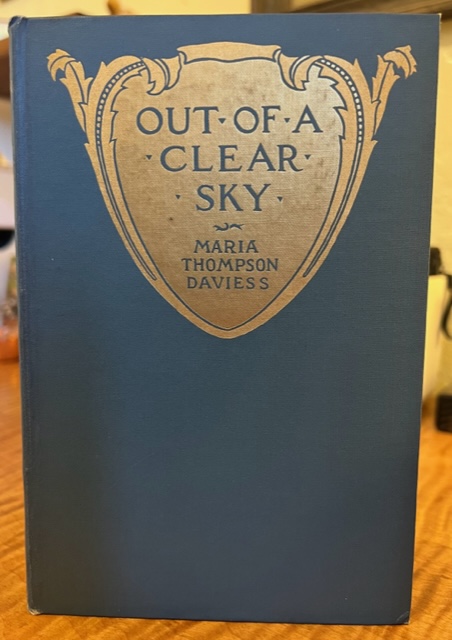 OUT·OF·A
·CLEAR·
·SKY·
MARIA
THOMPSON
DAVIESS